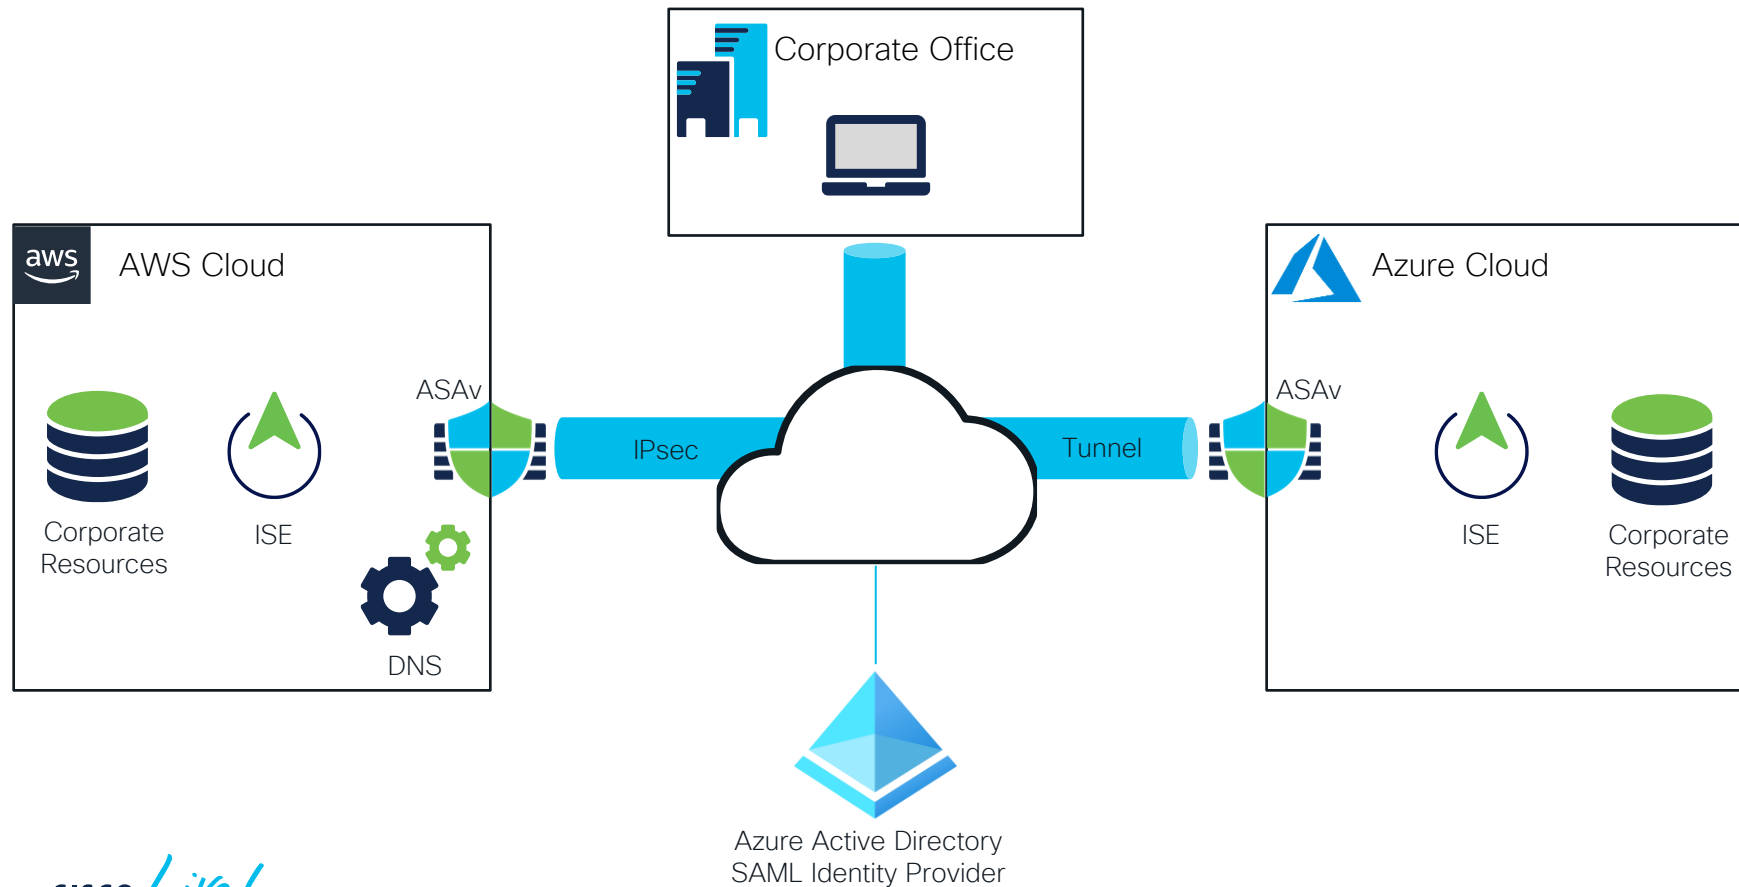 Corporate Office
aws
AWS Cloud
Azure Cloud
ASAv
ASAv
IPsec
Tunnel
Corporate
Resources
ISE
ISE
Corporate
Resources
DNS
Azure Active Directory
SAML Identity Provider